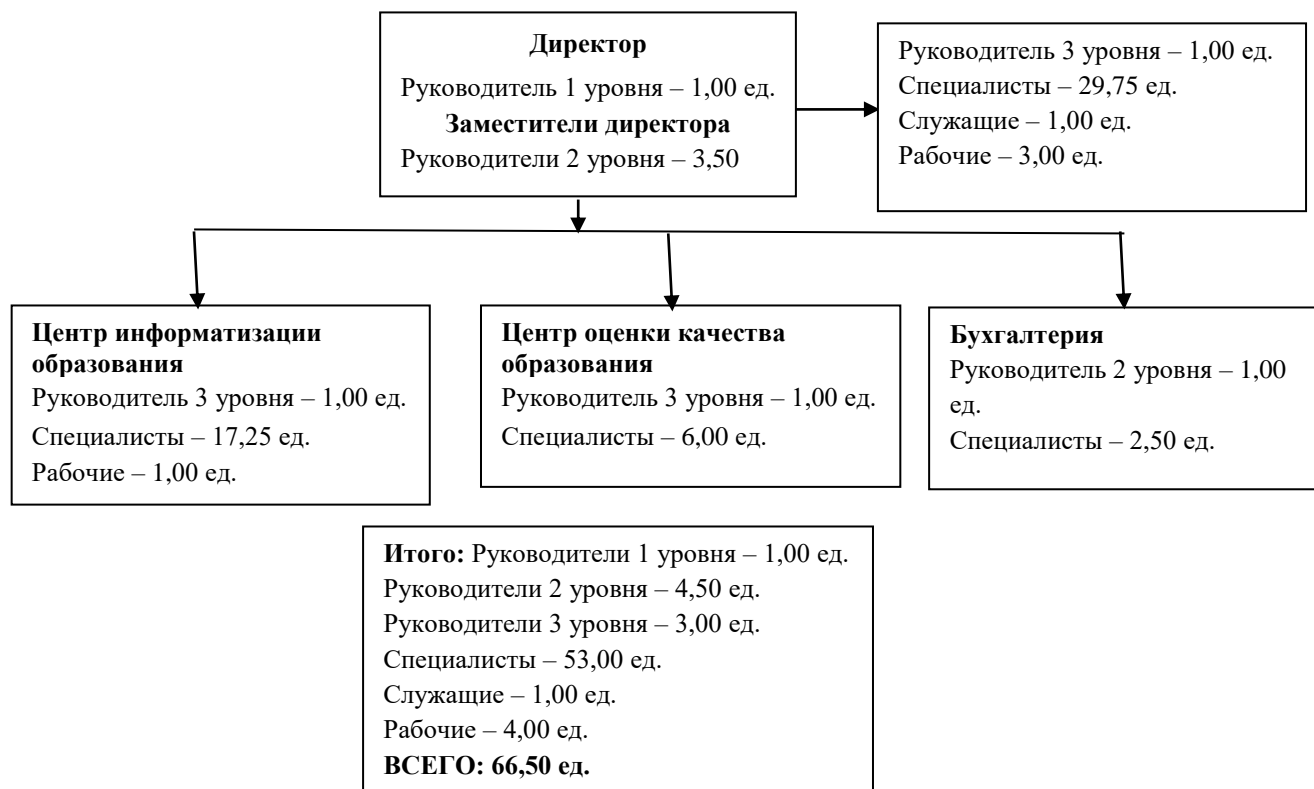 Директор
Руководитель 1 уровня – 1,00 ед.
Заместители директора
Руководители 2 уровня – 3,50
Руководитель 3 уровня – 1,00 ед.
Специалисты – 29,75 ед.
Служащие – 1,00 ед.
Рабочие – 3,00 ед.
Центр информатизации
образования
Руководитель 3 уровня – 1,00 ед.
Специалисты – 17,25 ед.
Рабочие – 1,00 ед.
Центр оценки качества
образования
Руководитель 3 уровня – 1,00 ед.
Специалисты – 6,00 ед.
Бухгалтерия
Руководитель 2 уровня – 1,00
ед.
Специалисты – 2,50 ед.
Итого: Руководители 1 уровня – 1,00 ед.
Руководители 2 уровня – 4,50 ед.
Руководители 3 уровня – 3,00 ед.
Специалисты – 53,00 ед.
Служащие – 1,00 ед.
Рабочие – 4,00 ед.
ВСЕГО: 66,50 ед.